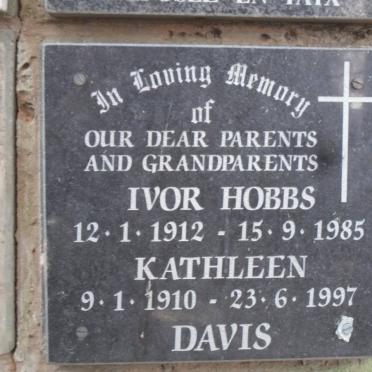 In Loving Memory
of
OUR DEAR PARENTS
AND GRANDPARENTS
IVOR HOBBS
12·1·1912 - 15·9·1985
KATHLEEN
9·1·1910 - 23·6·1997
DAVIS